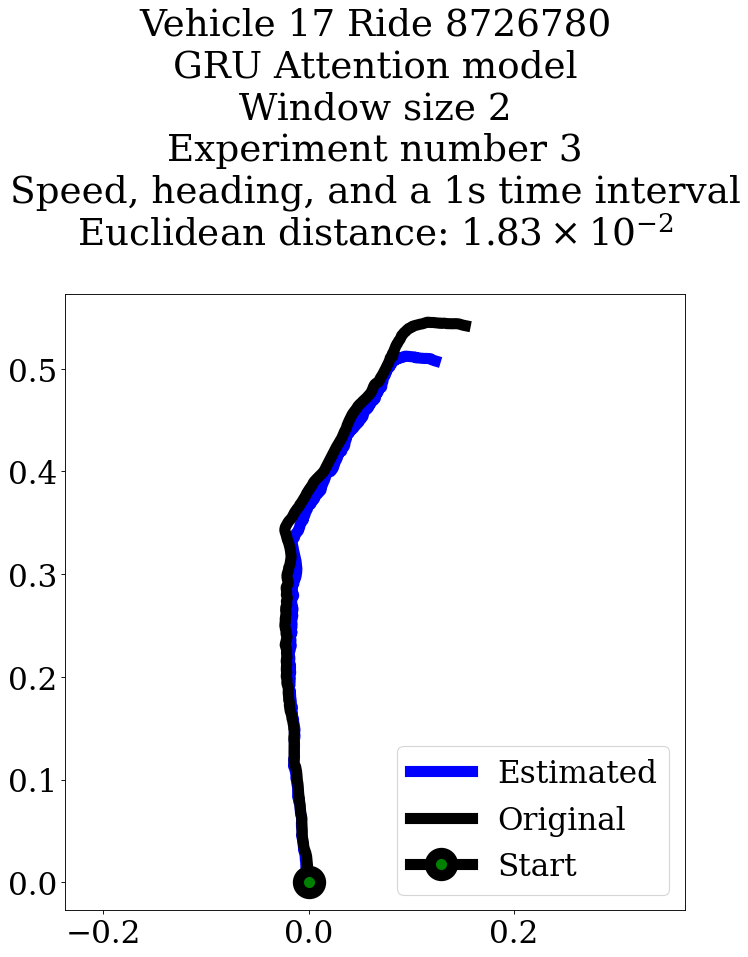 Vehicle 17 Ride 8726780
GRU Attention model
Window size 2
Experiment number 3
Speed, heading, and a 1s time interval
Euclidean distance: 1.83 × 10⁻²
0.5
0.4
0.3
0.2
0.1
0.0
−0.2
0.0
0.2
Estimated
Original
Start